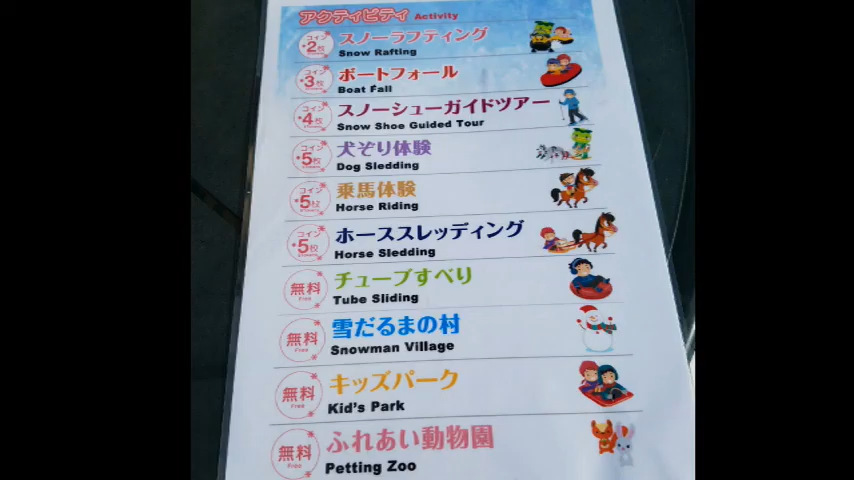 アクティビティ Activity
コイン 2枚 スノーラフティング
Snow Rafting
コイン 3枚 ボートフォール
Boat Fall
コイン 4枚 スノーシューガイドツアー
Snow Shoe Guided Tour
コイン 5枚 犬ぞり体験
Dog Sledding
コイン 5枚 乗馬体験
Horse Riding
コイン 5枚 ホーススレッディング
Horse Sledding
無料 Free チューブすべり
Tube Sliding
無料 Free 雪だるまの村
Snowman Village
無料 Free キッズパーク
Kid's Park
無料 Free ふれあい動物園
Petting Zoo